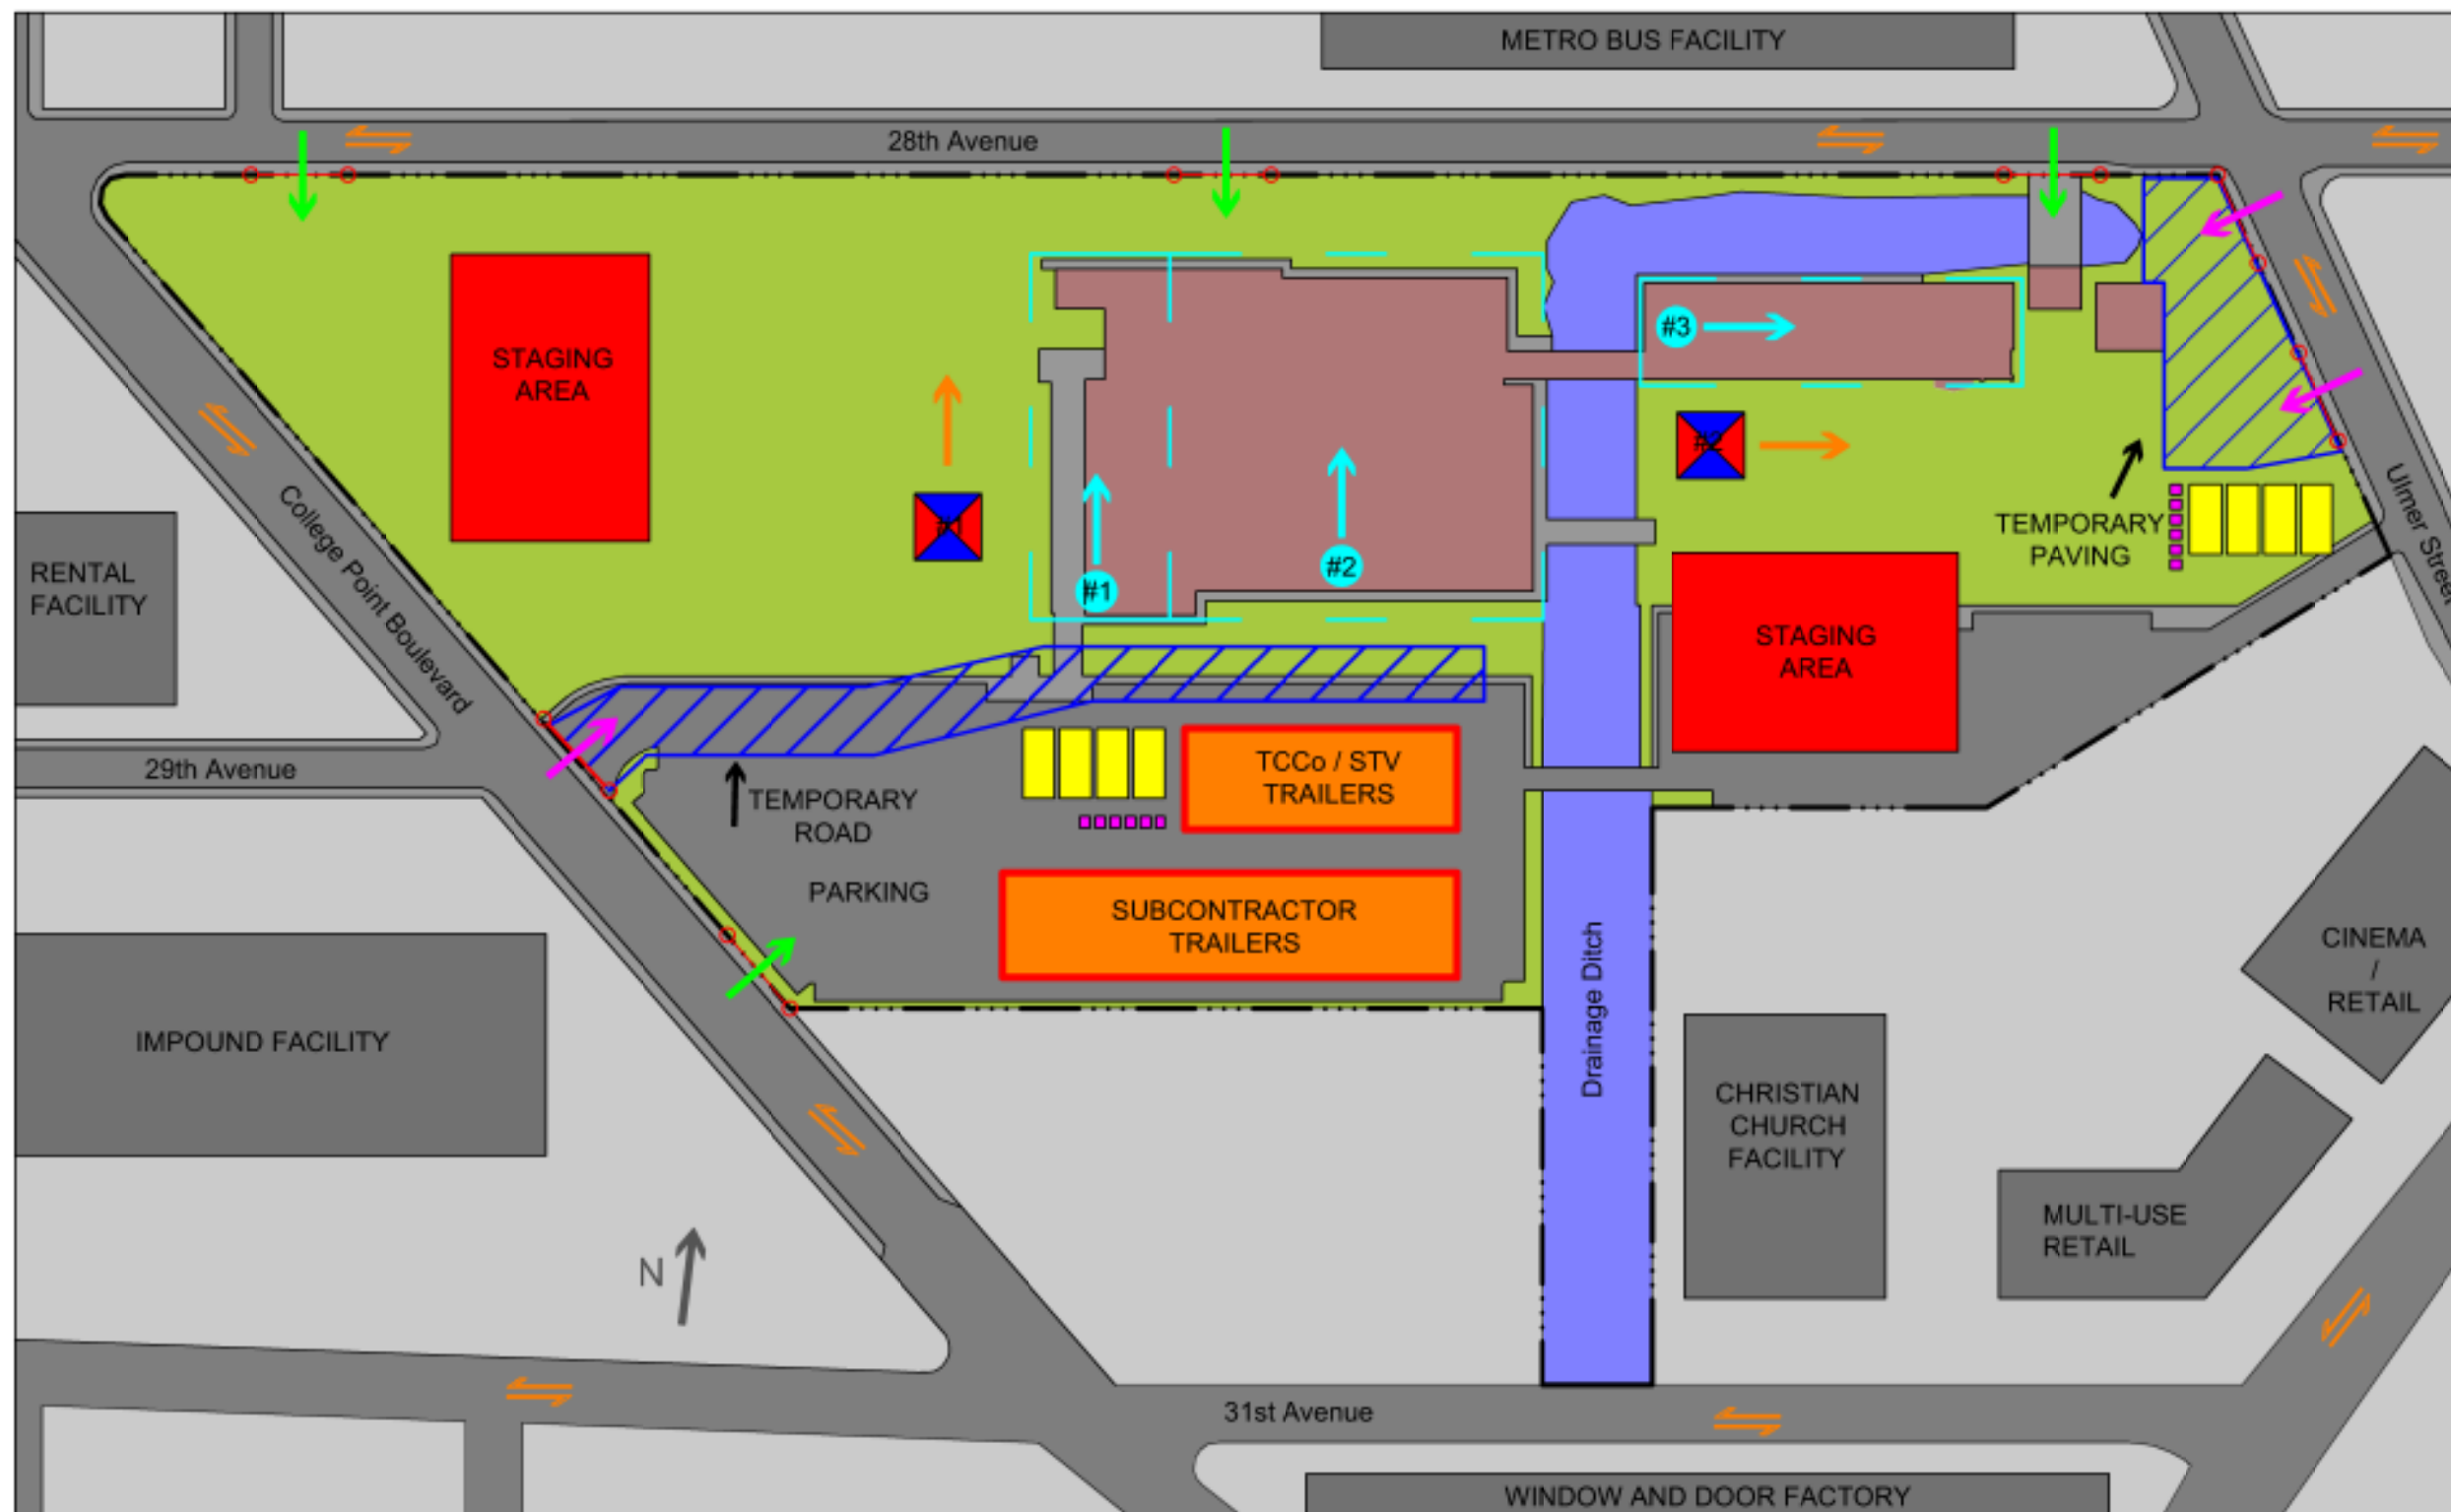 METRO BUS FACILITY
28th Avenue
#3
STAGING
AREA
#2
#1
College Point Boulevard
Ulmer Street
TEMPORARY
PAVING
RENTAL
FACILITY
#2
#1
STAGING
AREA
29th Avenue
TCCo / STV
TRAILERS
TEMPORARY
ROAD
PARKING
SUBCONTRACTOR
TRAILERS
Drainage Ditch
CINEMA
/
RETAIL
IMPOUND FACILITY
CHRISTIAN
CHURCH
FACILITY
MULTI-USE
RETAIL
N
31st Avenue
WINDOW AND DOOR FACTORY